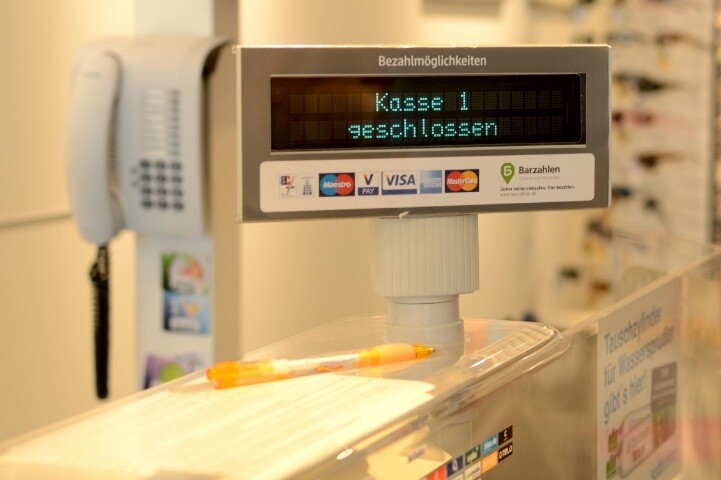 Bezahlmöglichkeiten
Kasse 1
geschlossen
Maestro
V PAY
VISA
MasterCard
Barzahlen
Tauschzylinder
für Wassersprudler
gibt's hier!